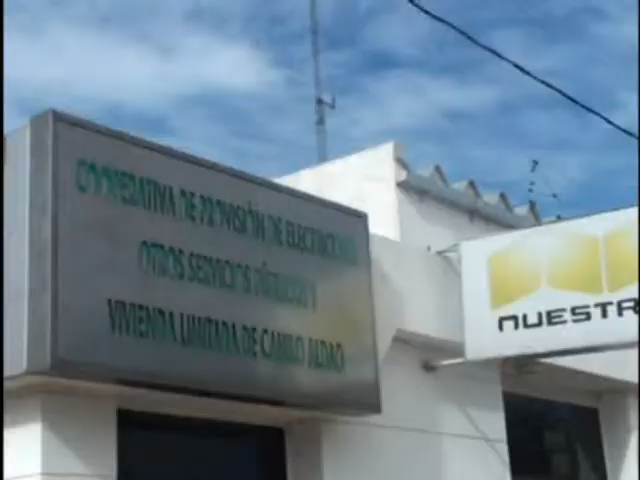 COOPERATIVA DE PROVISIÓN DE ELECTRICIDAD
OTROS SERVICIOS PÚBLICOS Y
VIVIENDA LIMITADA DE CAMILO ALDAO
NUESTR